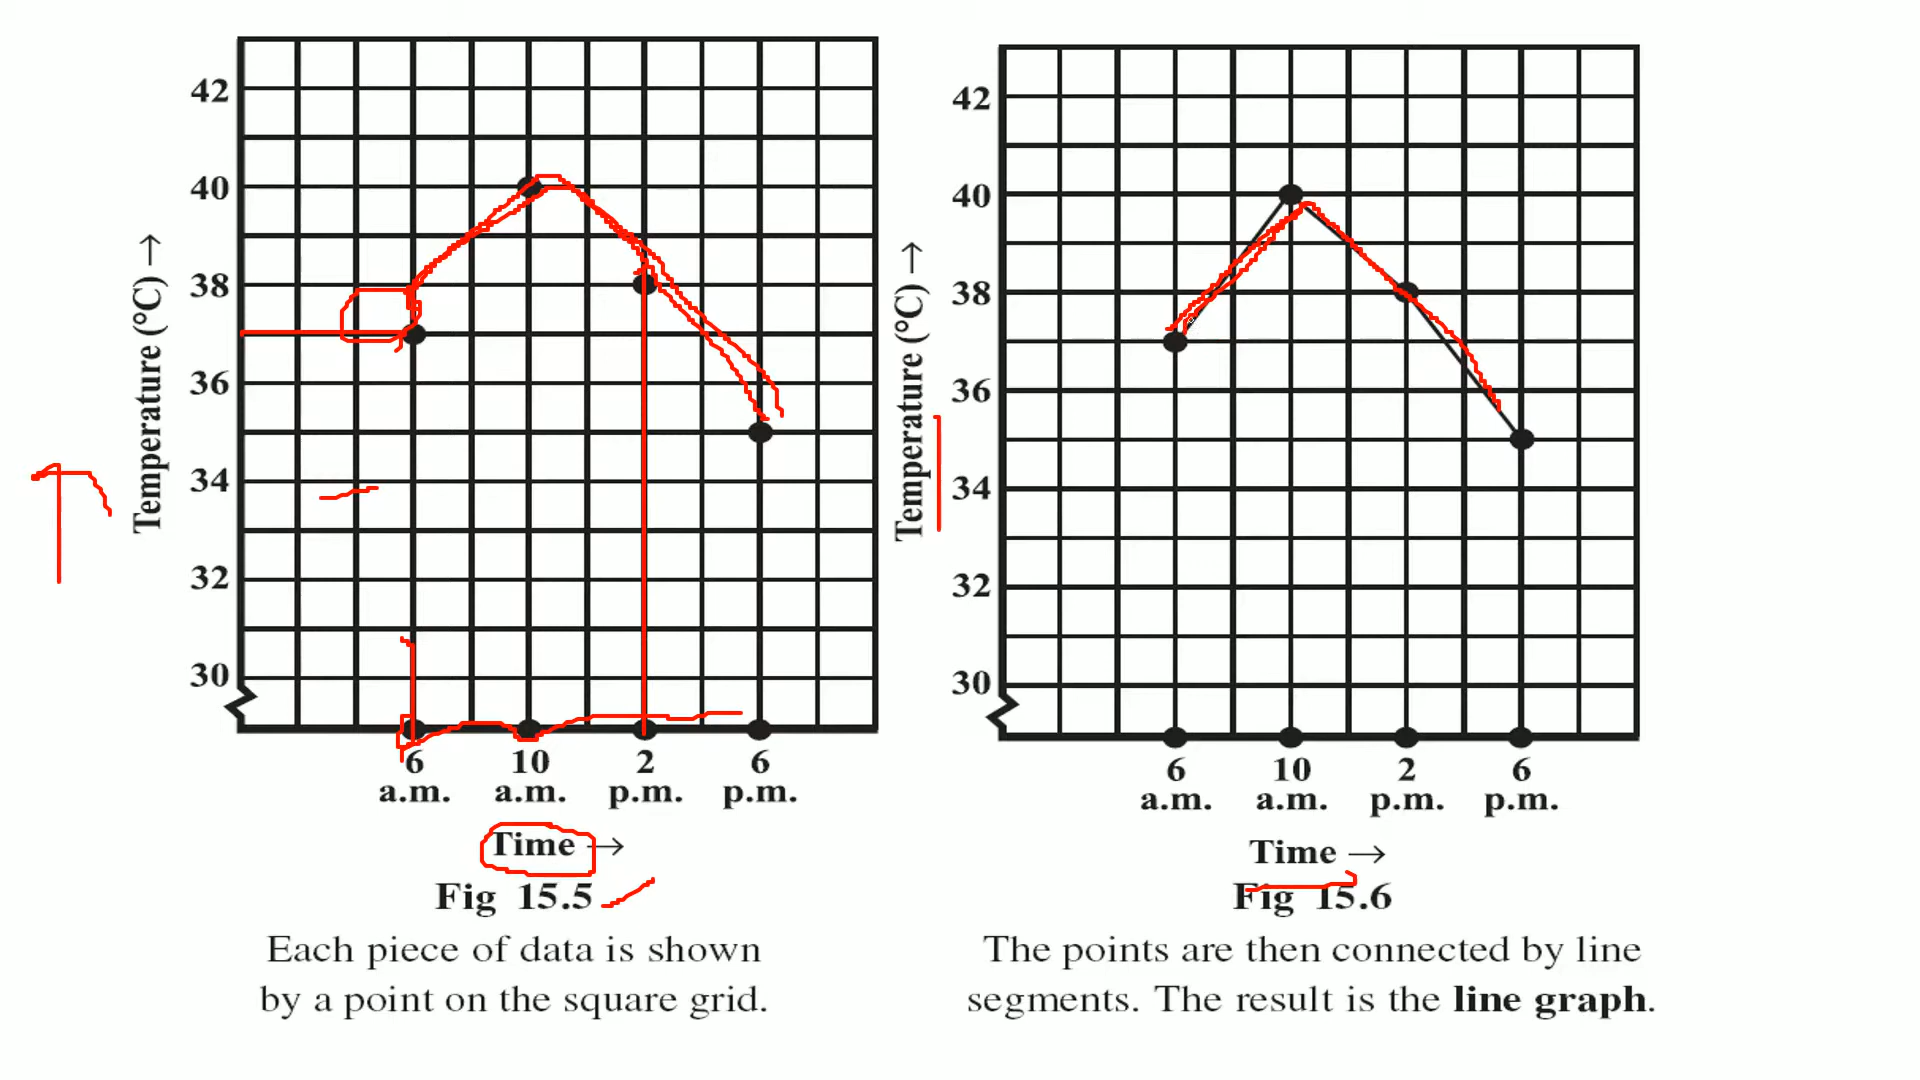 42
40
38
36
34
32
30
Temperature (°C) →
6 10 2 6
a.m. a.m. p.m. p.m.
Time →
Fig 15.5
Each piece of data is shown
by a point on the square grid.
42
40
38
36
34
32
30
Temperature (°C) →
6 10 2 6
a.m. a.m. p.m. p.m.
Time →
Fig 15.6
The points are then connected by line
segments. The result is the line graph.